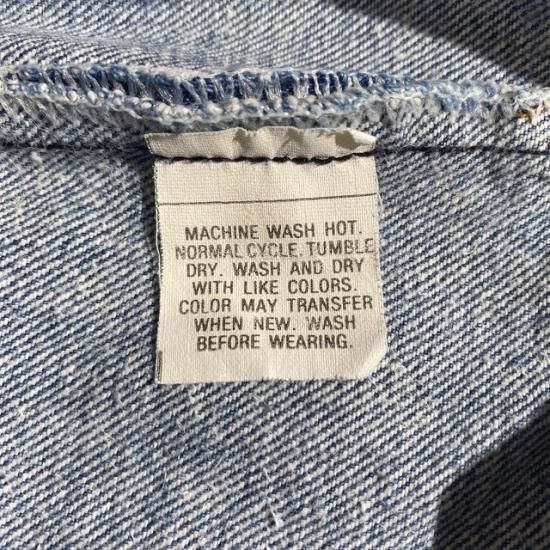 MACHINE WASH HOT.
NORMAL CYCLE. TUMBLE
DRY. WASH AND DRY
WITH LIKE COLORS.
COLOR MAY TRANSFER
WHEN NEW. WASH
BEFORE WEARING.